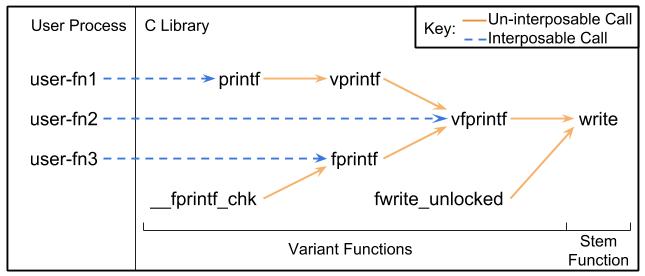 User Process
C Library
Key:
Un-interposable Call
Interposable Call
user-fn1
printf
vprintf
user-fn2
vfprintf
write
user-fn3
fprintf
__fprintf_chk
fwrite_unlocked
Variant Functions
Stem
Function